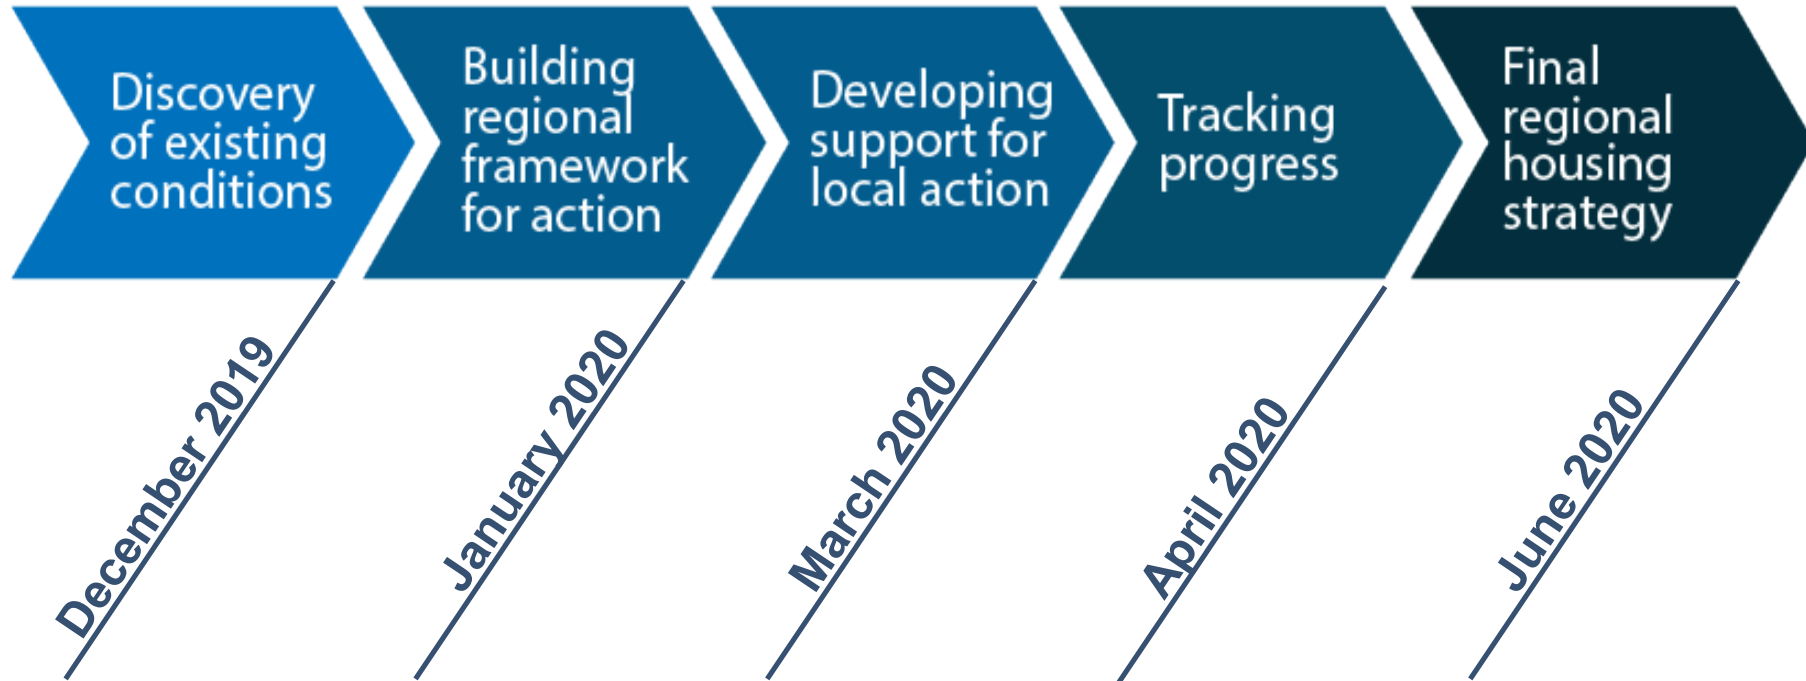 Discovery
of existing
conditions
Building
regional
framework
for action
Developing
support for
local action
Tracking
progress
Final
regional
housing
strategy
December 2019
January 2020
March 2020
April 2020
June 2020